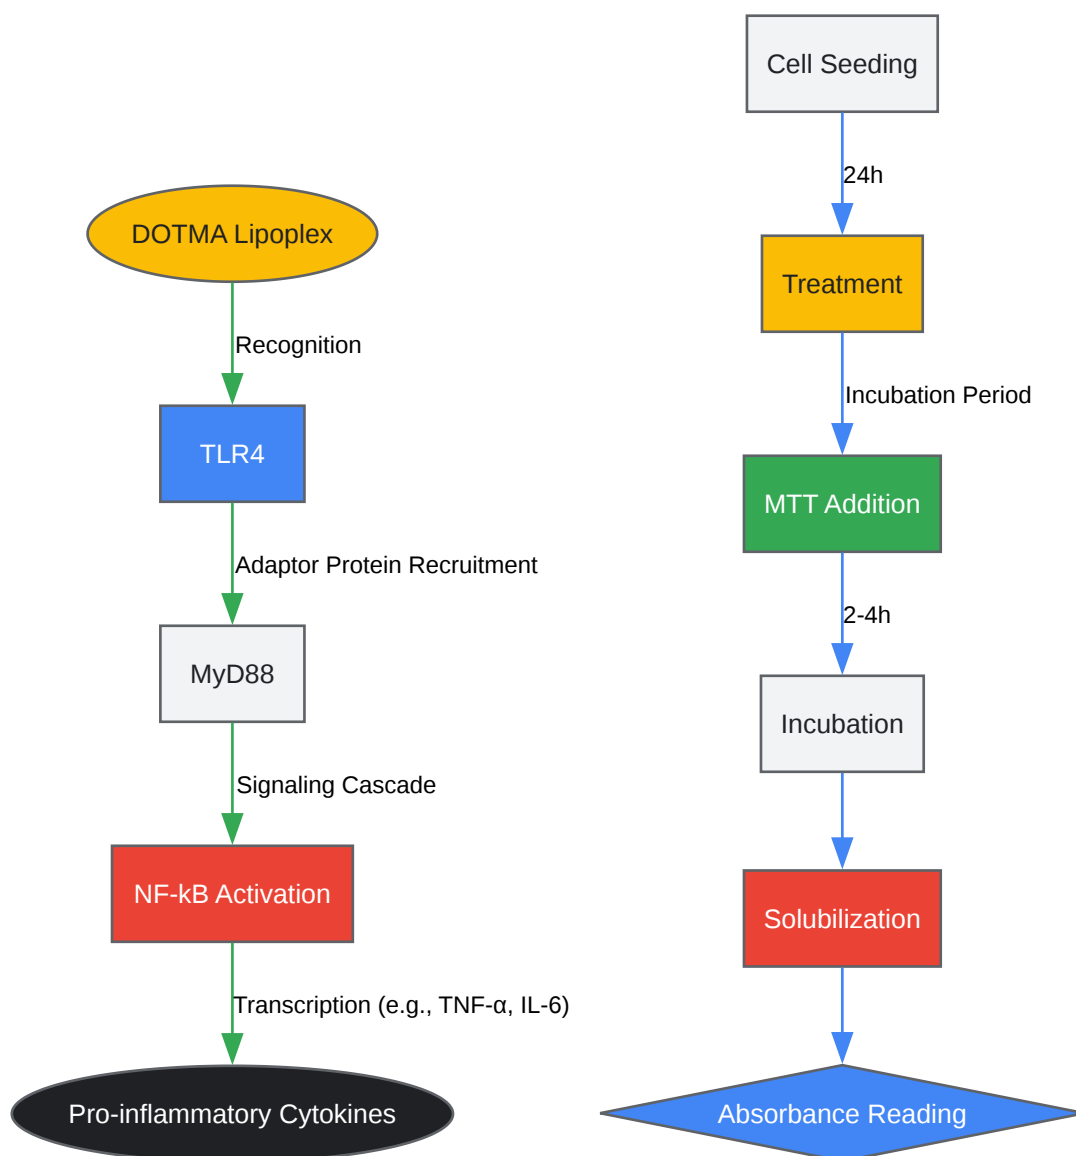 DOTMA Lipoplex
Recognition
TLR4
Adaptor Protein Recruitment
MyD88
Signaling Cascade
NF-kB Activation
Transcription (e.g., TNF-α, IL-6)
Pro-inflammatory Cytokines
Cell Seeding
24h
Treatment
Incubation Period
MTT Addition
2-4h
Incubation
Solubilization
Absorbance Reading